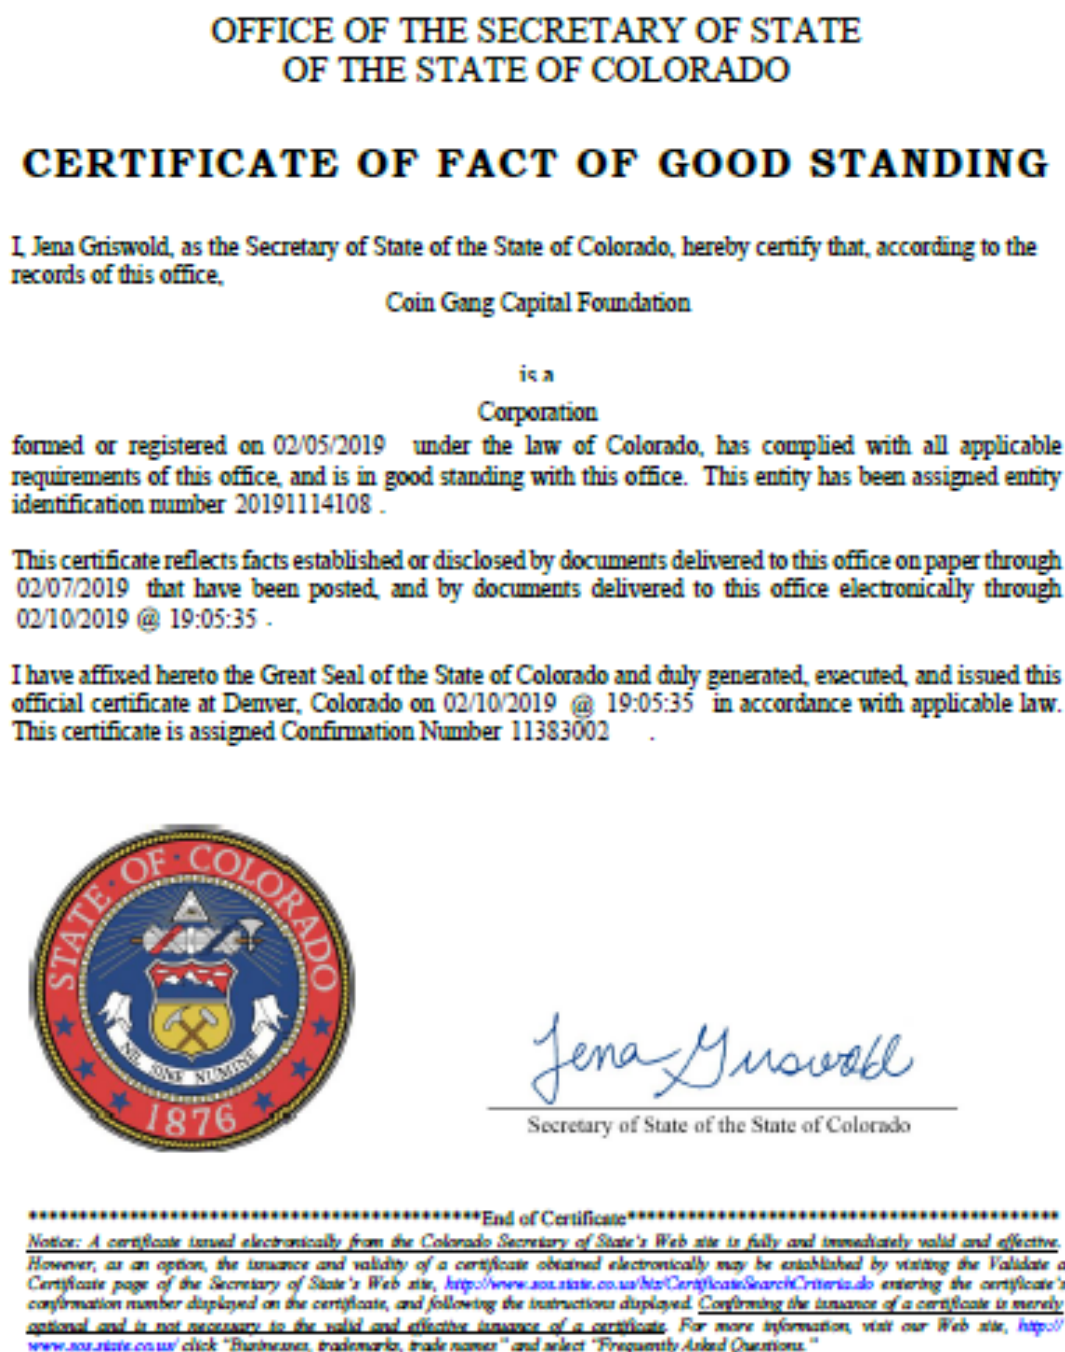 OFFICE OF THE SECRETARY OF STATE
OF THE STATE OF COLORADO
CERTIFICATE OF FACT OF GOOD STANDING
I, Jena Griswold, as the Secretary of State of the State of Colorado, hereby certify that, according to the
records of this office,
Coin Gang Capital Foundation
is a
Corporation
formed or registered on 02/05/2019 under the law of Colorado, has complied with all applicable
requirements of this office, and is in good standing with this office. This entity has been assigned entity
identification number 20191114108 .
This certificate reflects facts established or disclosed by documents delivered to this office on paper through
02/07/2019 that have been posted, and by documents delivered to this office electronically through
02/10/2019 @ 19:05:35 .
I have affixed hereto the Great Seal of the State of Colorado and duly generated, executed, and issued this
official certificate at Denver, Colorado on 02/10/2019 @ 19:05:35 in accordance with applicable law.
This certificate is assigned Confirmation Number 11383002 .
STATE OF COLORADO
NIL SINE NUMINE
1876
Jena Griswold
Secretary of State of the State of Colorado
*********************************************End of Certificate*******************************************
Notice: A certificate issued electronically from the Colorado Secretary of State's Web site is fully and immediately valid and effective.
However, as an option, the issuance and validity of a certificate obtained electronically may be established by visiting the Validate a
Certificate page of the Secretary of State's Web site, http://www.sos.state.co.us/biz/CertificateSearchCriteria.do entering the certificate's
confirmation number displayed on the certificate, and following the instructions displayed. Confirming the issuance of a certificate is merely
optional and is not necessary to the valid and effective issuance of a certificate. For more information, visit our Web site, http://
www.sos.state.co.us/ click "Businesses, trademarks, trade names" and select "Frequently Asked Questions."